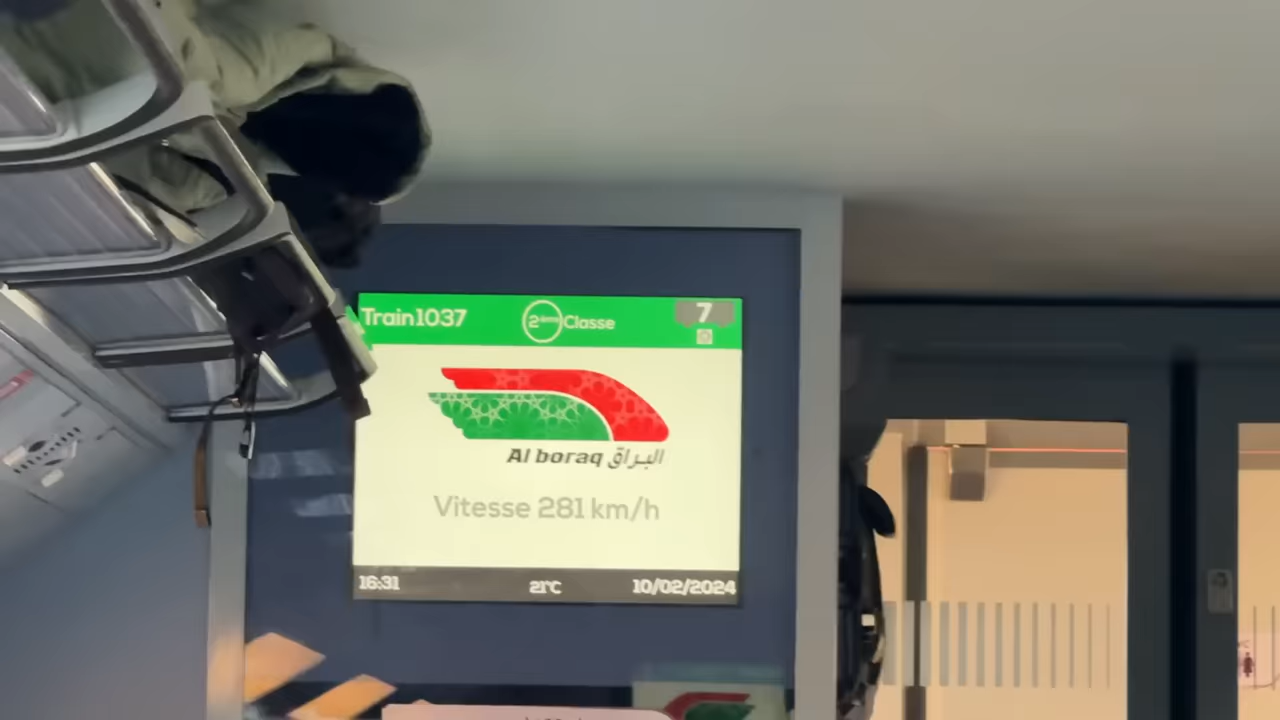 Train1037
2ème Classe
7
Al boraq البراق
Vitesse 281 km/h
16:31
21°C
10/02/2024